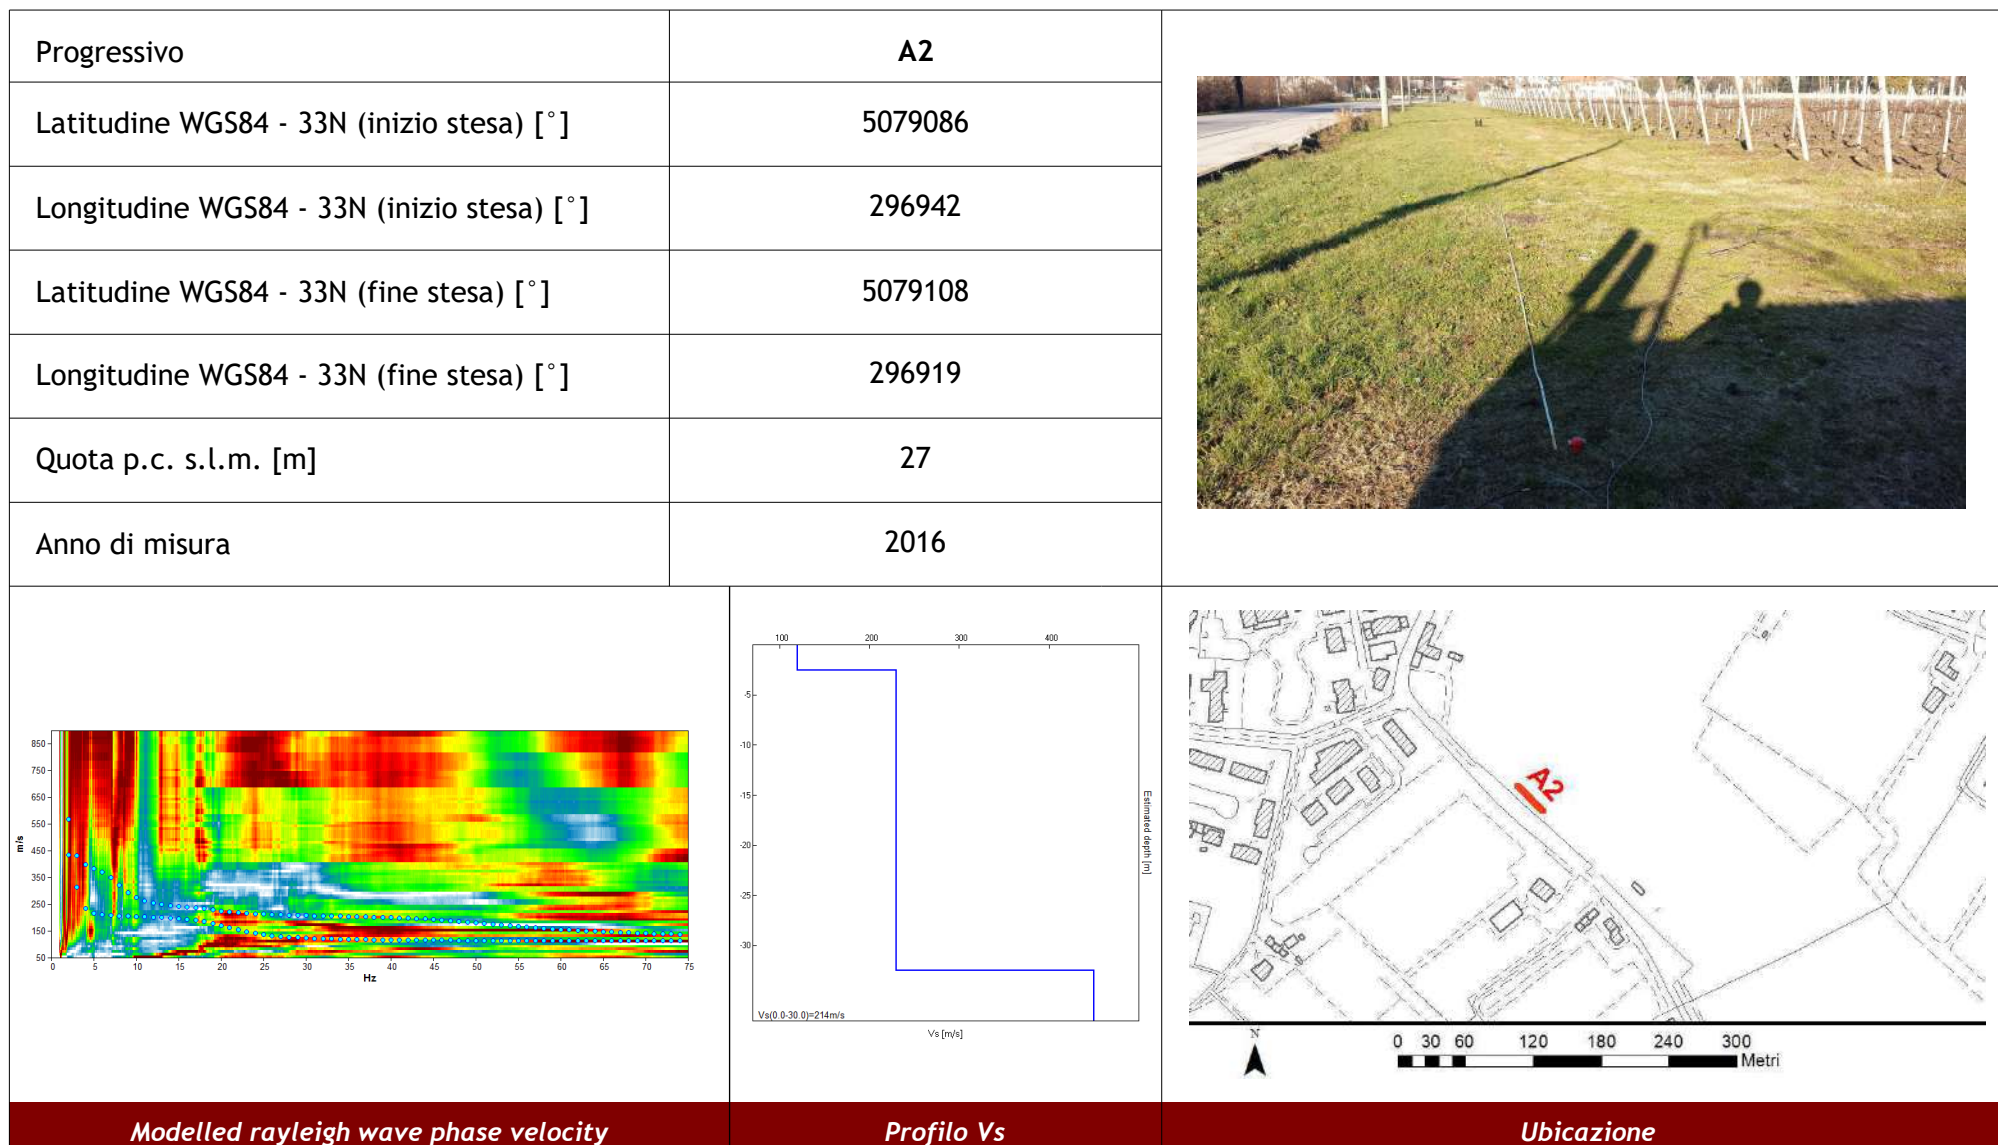 Progressivo A2
Latitudine WGS84 - 33N (inizio stesa) [°] 5079086
Longitudine WGS84 - 33N (inizio stesa) [°] 296942
Latitudine WGS84 - 33N (fine stesa) [°] 5079108
Longitudine WGS84 - 33N (fine stesa) [°] 296919
Quota p.c. s.l.m. [m] 27
Anno di misura 2016
850
750
650
550
450
350
250
150
50
m/s
0 5 10 15 20 25 30 35 40 45 50 55 60 65 70 75
Hz
100 200 300 400
-5
-10
-15
-20
-25
-30
Estimated depth [m]
Vs(0.0-30.0)=214m/s
Vs [m/s]
A2
N
0 30 60 120 180 240 300
Metri
Modelled rayleigh wave phase velocity
Profilo Vs
Ubicazione